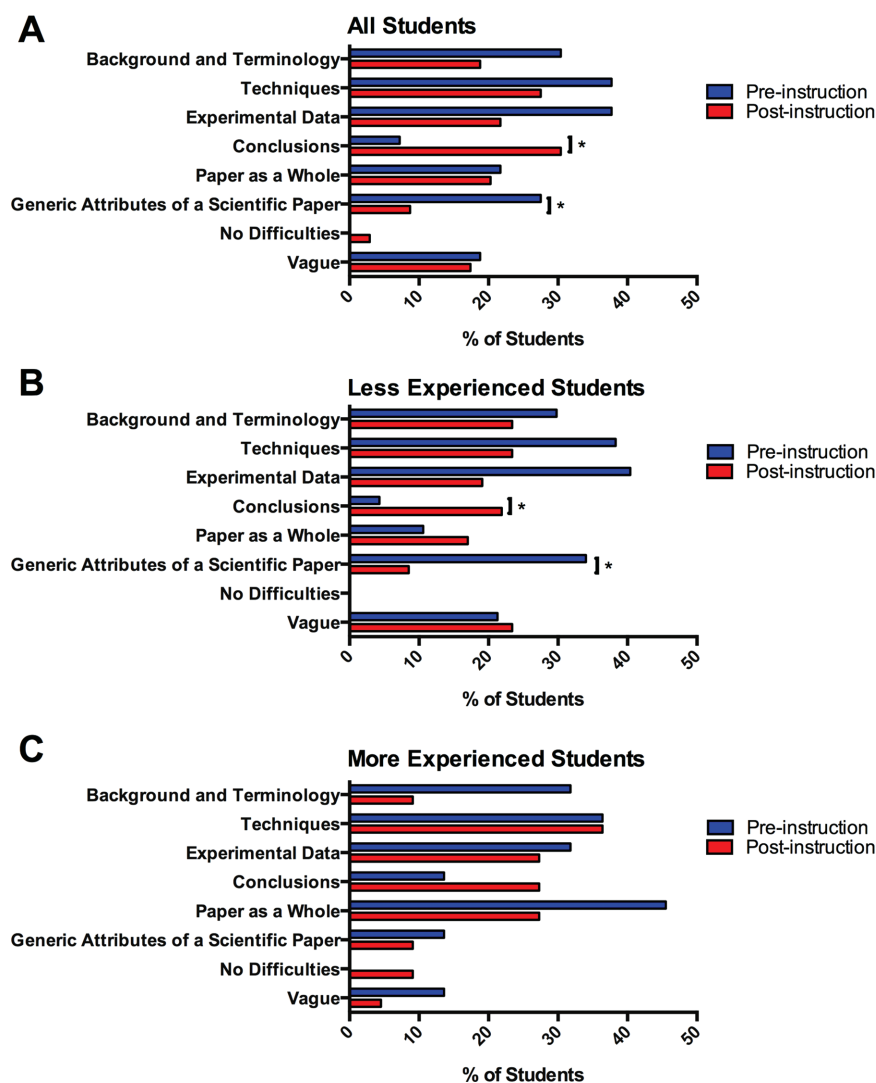 A
All Students
Background and Terminology
Techniques
Experimental Data
Conclusions
Paper as a Whole
Generic Attributes of a Scientific Paper
No Difficulties
Vague
*
*
Pre-instruction
Post-instruction
0 10 20 30 40 50
% of Students
B
Less Experienced Students
Background and Terminology
Techniques
Experimental Data
Conclusions
Paper as a Whole
Generic Attributes of a Scientific Paper
No Difficulties
Vague
*
*
Pre-instruction
Post-instruction
0 10 20 30 40 50
% of Students
C
More Experienced Students
Background and Terminology
Techniques
Experimental Data
Conclusions
Paper as a Whole
Generic Attributes of a Scientific Paper
No Difficulties
Vague
Pre-instruction
Post-instruction
0 10 20 30 40 50
% of Students